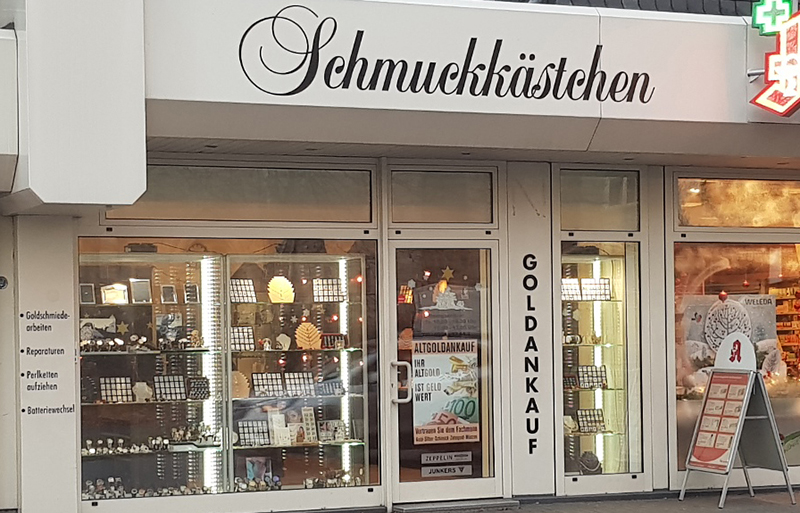 Schmuckkästchen
• Goldschmiede-
arbeiten
• Reparaturen
• Perlketten
aufziehen
• Batteriewechsel
ALTGOLDANKAUF
IHR
ALTGOLD
IST GELD
WERT
100
Vertrauen Sie dem Fachmann
ZEPPELIN
JUNKERS
GOLDANKAUF
WELEDA